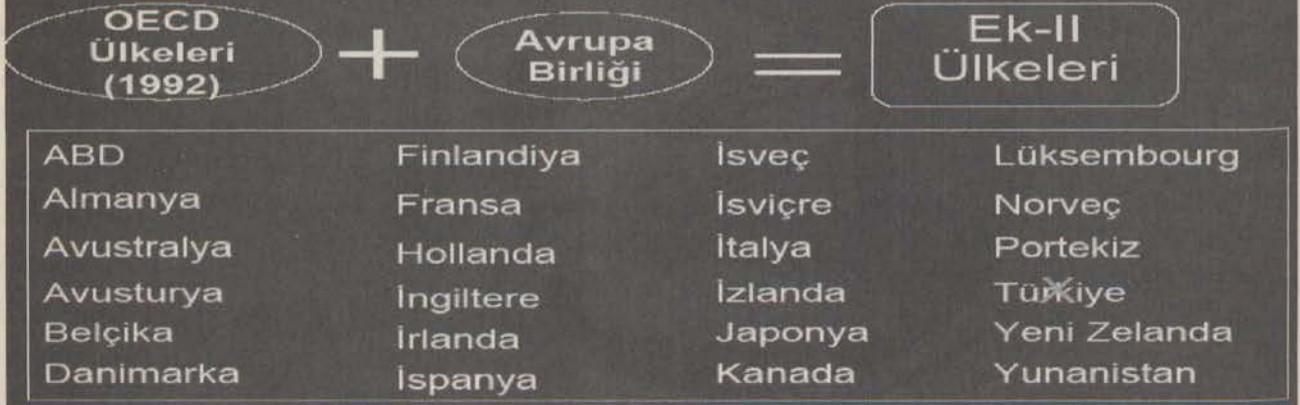 OECD
Ülkeleri
(1992)
+
Avrupa
Birliği
=
Ek-II
Ülkeleri
ABD Finlandiya İsveç Lüksembourg
Almanya Fransa İsviçre Norveç
Avustralya Hollanda İtalya Portekiz
Avusturya İngiltere İzlanda Türkiye
Belçika İrlanda Japonya Yeni Zelanda
Danimarka İspanya Kanada Yunanistan